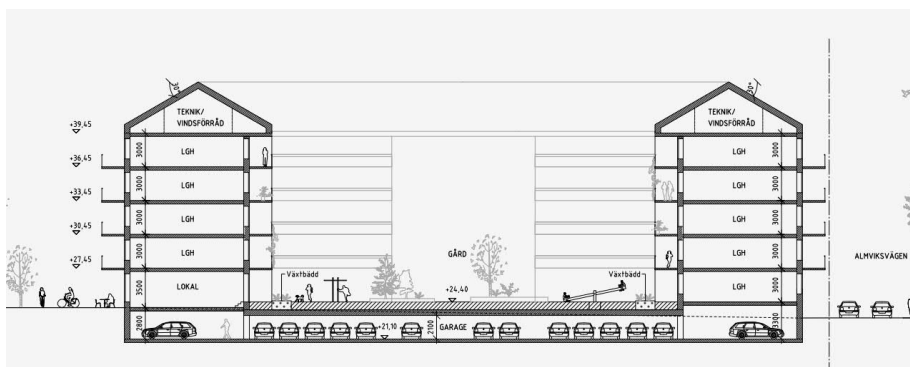 30°
30°
TEKNIK/
VINDSFÖRRÅD
TEKNIK/
VINDSFÖRRÅD
+39,45
3000
LGH
LGH
3000
+36,45
3000
LGH
LGH
3000
+33,45
3000
LGH
LGH
3000
+30,45
3000
LGH
GÅRD
LGH
3000
ALMVIKSVÄGEN
+27,45
3500
LOKAL
Växtbädd
+24,40
Växtbädd
LGH
3000
2800
+21,10
2100
GARAGE
3300